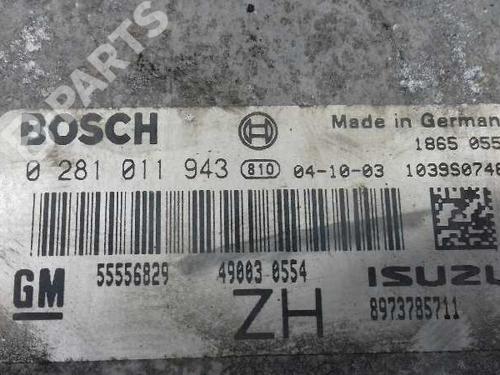 BOSCH Made in German
1865 055
0 281 011 943 810 04-10-03 1039S0748
55556829 49003 0554 ISUZU
GM ZH 8973785711
PARTS